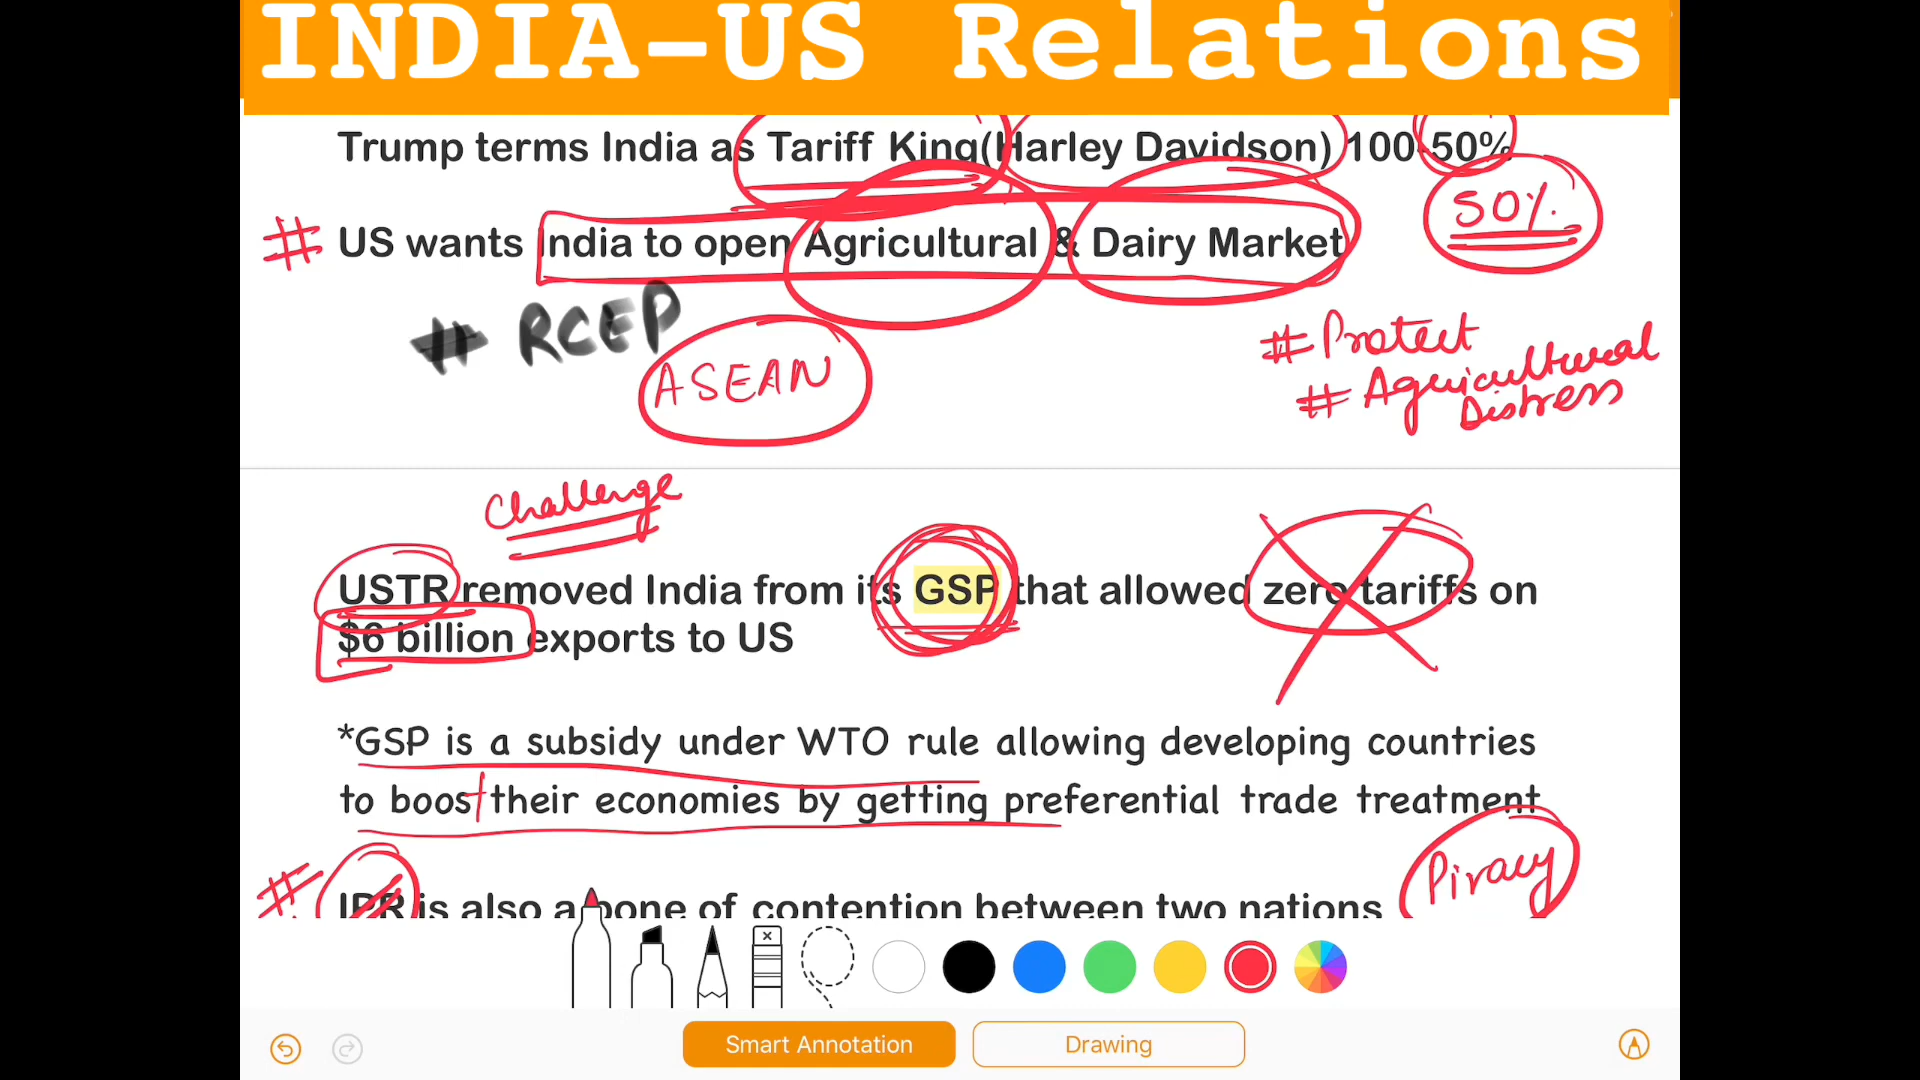 INDIA-US Relations
Trump terms India as Tariff King(Harley Davidson) 100-50%
50%.
# US wants India to open Agricultural & Dairy Market
# RCEP
ASEAN
# Protect
# Agricultural
Distress
Challenge
USTR removed India from its GSP that allowed zero tariffs on
$6 billion exports to US
*GSP is a subsidy under WTO rule allowing developing countries
to boost their economies by getting preferential trade treatment
Piracy
# IPR is also a bone of contention between two nations
Smart Annotation
Drawing